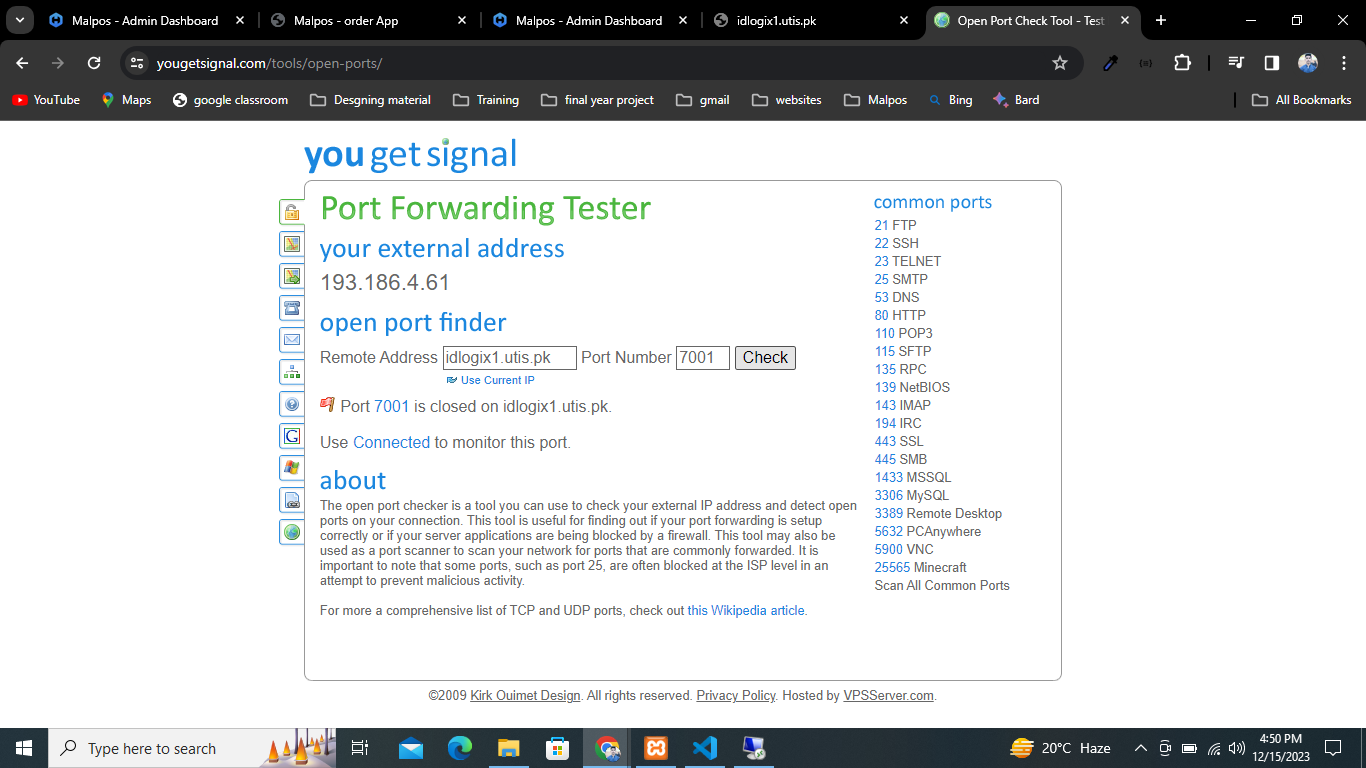 Malpos - Admin Dashboard
Malpos - order App
Malpos - Admin Dashboard
idlogix1.utis.pk
Open Port Check Tool - Test
yougetsignal.com/tools/open-ports/
YouTube
Maps
google classroom
Desgning material
Training
final year project
gmail
websites
Malpos
Bing
Bard
All Bookmarks
you get signal
Port Forwarding Tester
your external address
193.186.4.61
open port finder
Remote Address idlogix1.utis.pk Port Number 7001 Check
Use Current IP
Port 7001 is closed on idlogix1.utis.pk.
Use Connected to monitor this port.
about
The open port checker is a tool you can use to check your external IP address and detect open
ports on your connection. This tool is useful for finding out if your port forwarding is setup
correctly or if your server applications are being blocked by a firewall. This tool may also be
used as a port scanner to scan your network for ports that are commonly forwarded. It is
important to note that some ports, such as port 25, are often blocked at the ISP level in an
attempt to prevent malicious activity.
For more a comprehensive list of TCP and UDP ports, check out this Wikipedia article.
common ports
21 FTP
22 SSH
23 TELNET
25 SMTP
53 DNS
80 HTTP
110 POP3
115 SFTP
135 RPC
139 NetBIOS
143 IMAP
194 IRC
443 SSL
445 SMB
1433 MSSQL
3306 MySQL
3389 Remote Desktop
5632 PCAnywhere
5900 VNC
25565 Minecraft
Scan All Common Ports
©2009 Kirk Ouimet Design. All rights reserved. Privacy Policy. Hosted by VPSServer.com.
Type here to search
20°C Haze
4:50 PM
12/15/2023